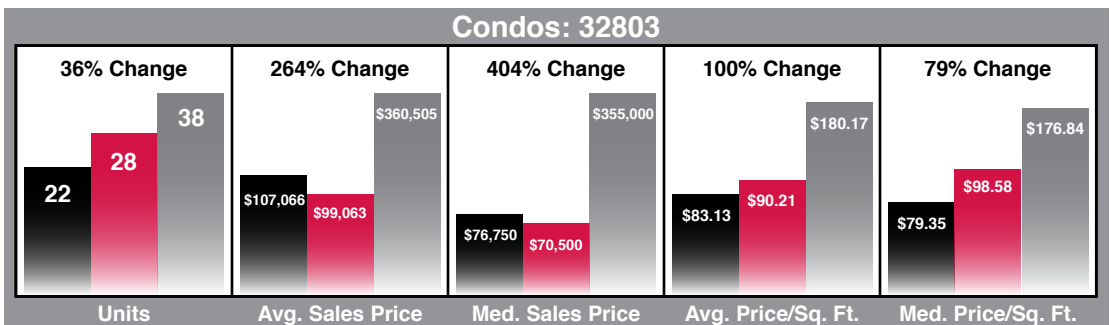 Condos: 32803
36% Change
264% Change
404% Change
100% Change
79% Change
22
28
38
$107,066
$99,063
$360,505
$76,750
$70,500
$355,000
$83.13
$90.21
$180.17
$79.35
$98.58
$176.84
Units
Avg. Sales Price
Med. Sales Price
Avg. Price/Sq. Ft.
Med. Price/Sq. Ft.